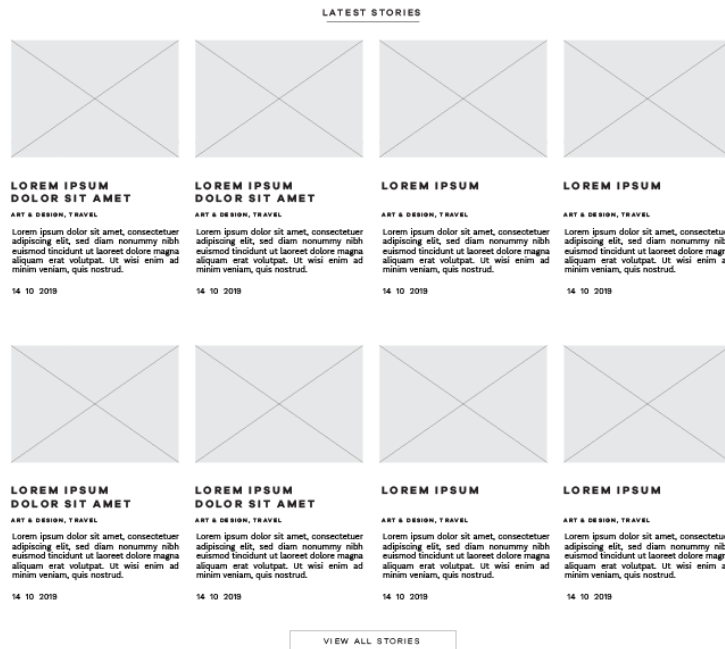 LATEST STORIES
LOREM IPSUM
DOLOR SIT AMET
ART & DESIGN, TRAVEL
Lorem ipsum dolor sit amet, consectetuer
adipiscing elit, sed diam nonummy nibh
euismod tincidunt ut laoreet dolore magna
aliquam erat volutpat. Ut wisi enim ad
minim veniam, quis nostrud.
14 10 2019
LOREM IPSUM
DOLOR SIT AMET
ART & DESIGN, TRAVEL
Lorem ipsum dolor sit amet, consectetuer
adipiscing elit, sed diam nonummy nibh
euismod tincidunt ut laoreet dolore magna
aliquam erat volutpat. Ut wisi enim ad
minim veniam, quis nostrud.
14 10 2019
LOREM IPSUM
ART & DESIGN, TRAVEL
Lorem ipsum dolor sit amet, consectetuer
adipiscing elit, sed diam nonummy nibh
euismod tincidunt ut laoreet dolore magna
aliquam erat volutpat. Ut wisi enim ad
minim veniam, quis nostrud.
14 10 2019
LOREM IPSUM
ART & DESIGN, TRAVEL
Lorem ipsum dolor sit amet,
adipiscing elit, sed diam nonummy
euismod tincidunt ut laoreet dolore magna
aliquam erat volutpat. Ut wisi enim
minim veniam, quis nostrud.
14 10 2019
LOREM IPSUM
DOLOR SIT AMET
ART & DESIGN, TRAVEL
Lorem ipsum dolor sit amet, consectetuer
adipiscing elit, sed diam nonummy nibh
euismod tincidunt ut laoreet dolore magna
aliquam erat volutpat. Ut wisi enim ad
minim veniam, quis nostrud.
14 10 2019
LOREM IPSUM
DOLOR SIT AMET
ART & DESIGN, TRAVEL
Lorem ipsum dolor sit amet, consectetuer
adipiscing elit, sed diam nonummy nibh
euismod tincidunt ut laoreet dolore magna
aliquam erat volutpat. Ut wisi enim ad
minim veniam, quis nostrud.
14 10 2019
LOREM IPSUM
ART & DESIGN, TRAVEL
Lorem ipsum dolor sit amet, consectetuer
adipiscing elit, sed diam nonummy nibh
euismod tincidunt ut laoreet dolore magna
aliquam erat volutpat. Ut wisi enim ad
minim veniam, quis nostrud.
14 10 2019
LOREM IPSUM
ART & DESIGN, TRAVEL
Lorem ipsum dolor sit amet,
adipiscing elit, sed diam nonummy
euismod tincidunt ut laoreet dolore magna
aliquam erat volutpat. Ut wisi enim
minim veniam, quis nostrud.
14 10 2019
VIEW ALL STORIES